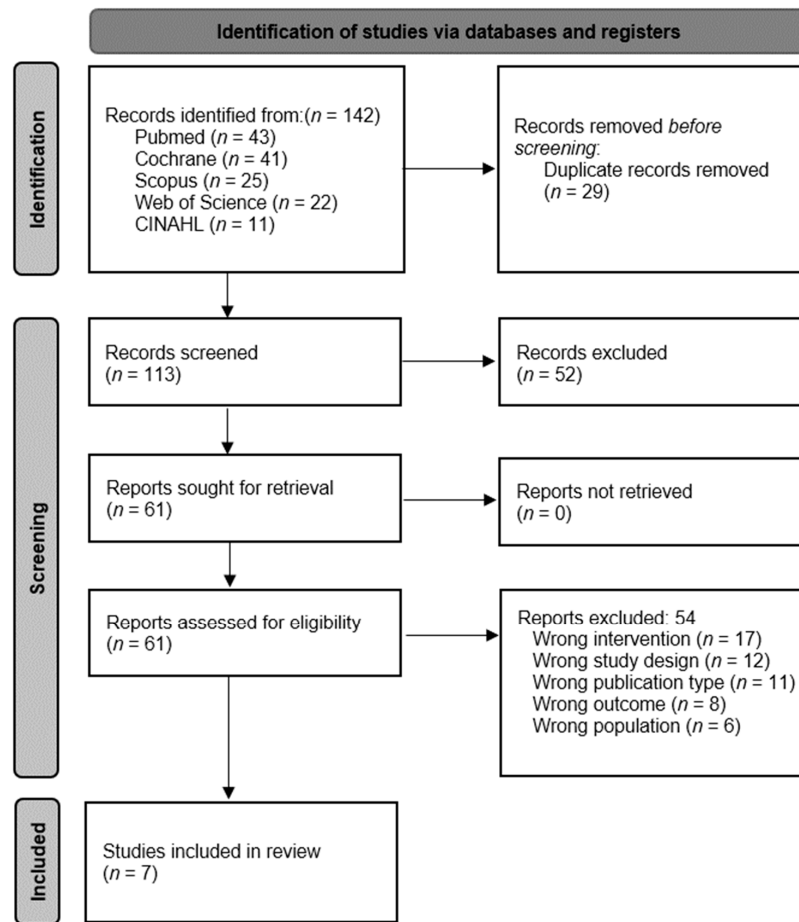 Identification of studies via databases and registers
Identification
Records identified from:(n = 142)
Pubmed (n = 43)
Cochrane (n = 41)
Scopus (n = 25)
Web of Science (n = 22)
CINAHL (n = 11)
Records removed before
screening:
Duplicate records removed
(n = 29)
Screening
Records screened
(n = 113)
Records excluded
(n = 52)
Reports sought for retrieval
(n = 61)
Reports not retrieved
(n = 0)
Reports assessed for eligibility
(n = 61)
Reports excluded: 54
Wrong intervention (n = 17)
Wrong study design (n = 12)
Wrong publication type (n = 11)
Wrong outcome (n = 8)
Wrong population (n = 6)
Included
Studies included in review
(n = 7)